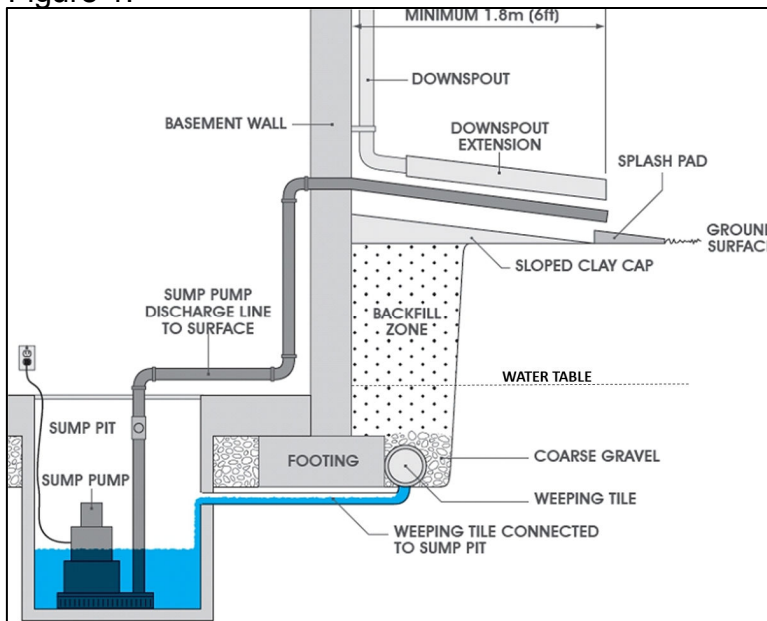 MINIMUM 1.8m (6ft)
DOWNSPOUT
BASEMENT WALL
DOWNSPOUT
EXTENSION
SPLASH PAD
GROUND
SURFACE
SLOPED CLAY CAP
SUMP PUMP
DISCHARGE LINE
TO SURFACE
BACKFILL
ZONE
WATER TABLE
SUMP PIT
FOOTING
COARSE GRAVEL
SUMP PUMP
WEEPING TILE
WEEPING TILE CONNECTED
TO SUMP PIT